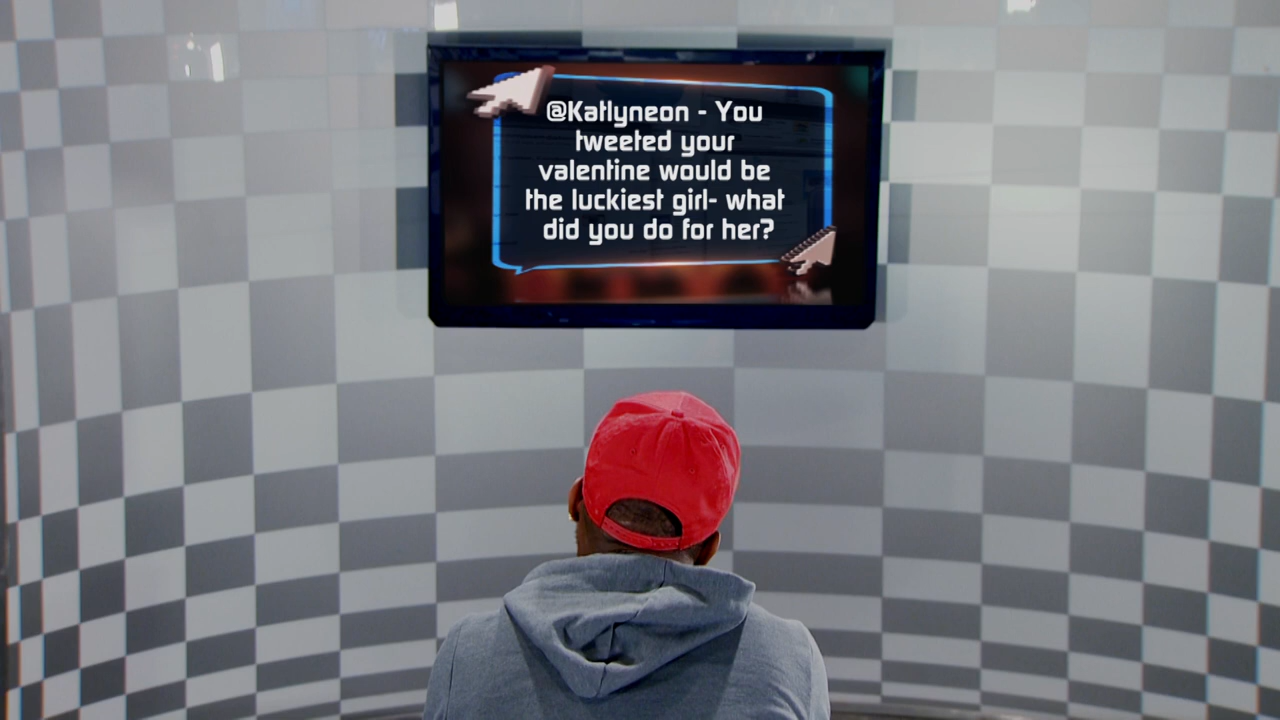 @Katlyneon - You
tweeted your
valentine would be
the luckiest girl- what
did you do for her?